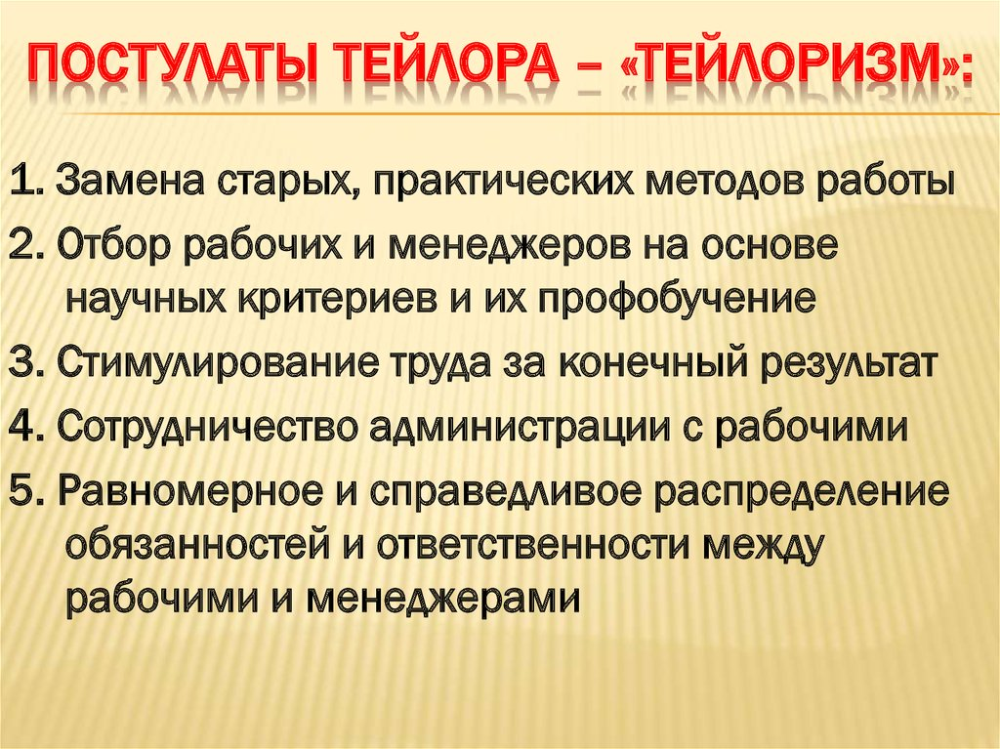 ПОСТУЛАТЫ ТЕЙЛОРА – «ТЕЙЛОРИЗМ»:
1. Замена старых, практических методов работы
2. Отбор рабочих и менеджеров на основе
научных критериев и их профобучение
3. Стимулирование труда за конечный результат
4. Сотрудничество администрации с рабочими
5. Равномерное и справедливое распределение
обязанностей и ответственности между
рабочими и менеджерами